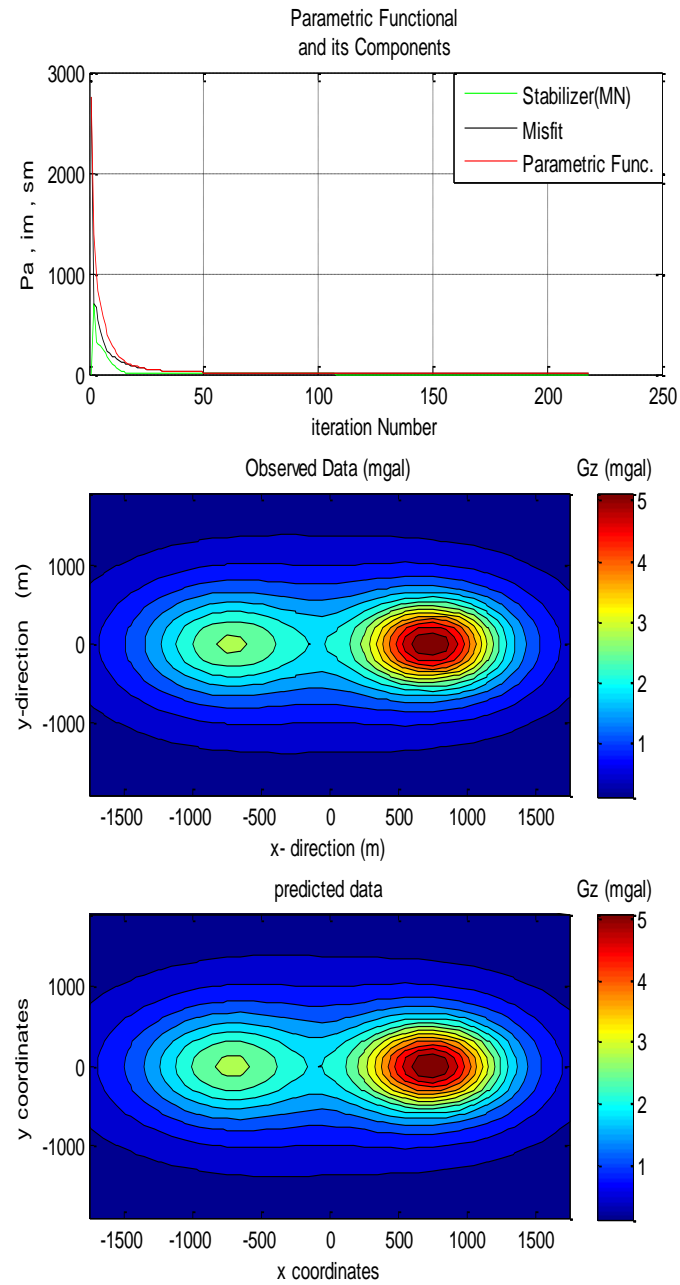 Parametric Functional
and its Components
3000
2000
1000
0
Pa , im , sm
Stabilizer(MN)
Misfit
Parametric Func.
0 50 100 150 200 250
iteration Number
Observed Data (mgal)
Gz (mgal)
1000
0
-1000
y-direction (m)
5
4
3
2
1
-1500 -1000 -500 0 500 1000 1500
x- direction (m)
predicted data
Gz (mgal)
1000
0
-1000
y coordinates
5
4
3
2
1
-1500 -1000 -500 0 500 1000 1500
x coordinates